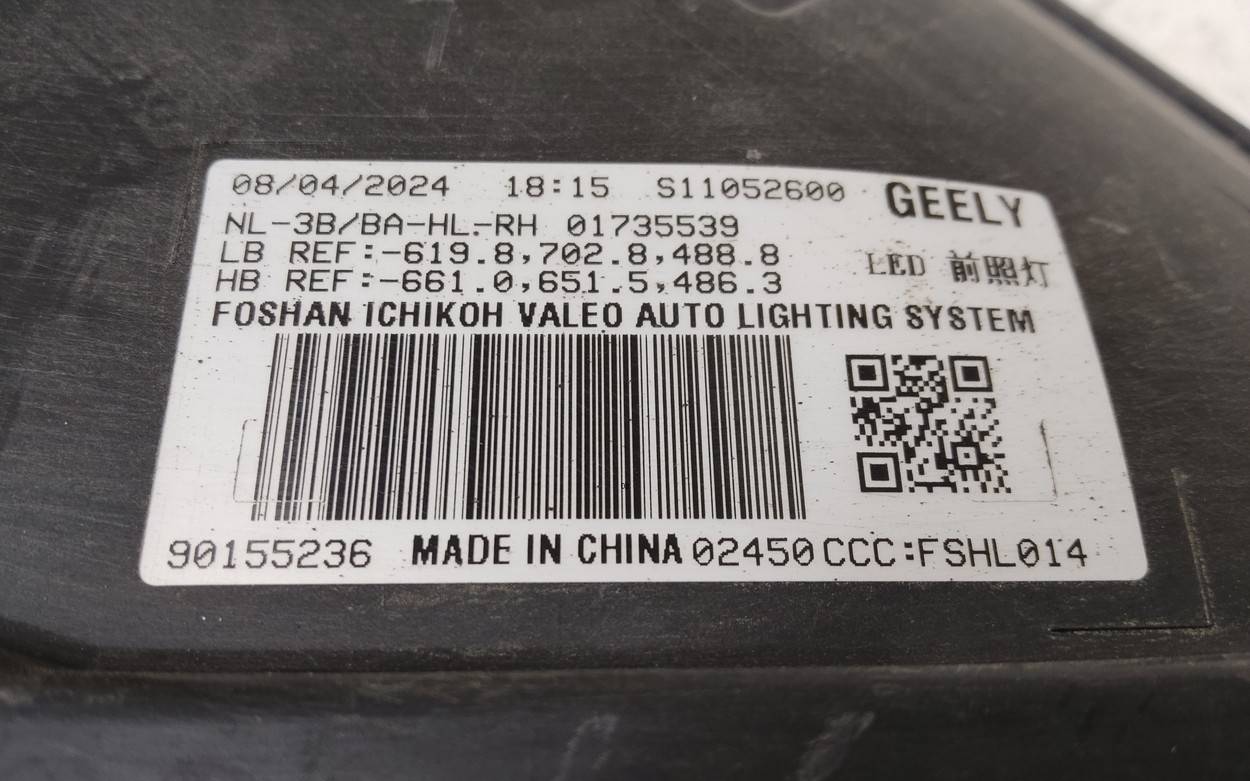 08/04/2024 18:15 S11052600 GEELY
NL-3B/BA-HL-RH 01735539
LB REF:-619.8,702.8,488.8 LED 前照灯
HB REF:-661.0,651.5,486.3
FOSHAN ICHIKOH VALEO AUTO LIGHTING SYSTEM
90155236 MADE IN CHINA 02450 CCC:FSHL014